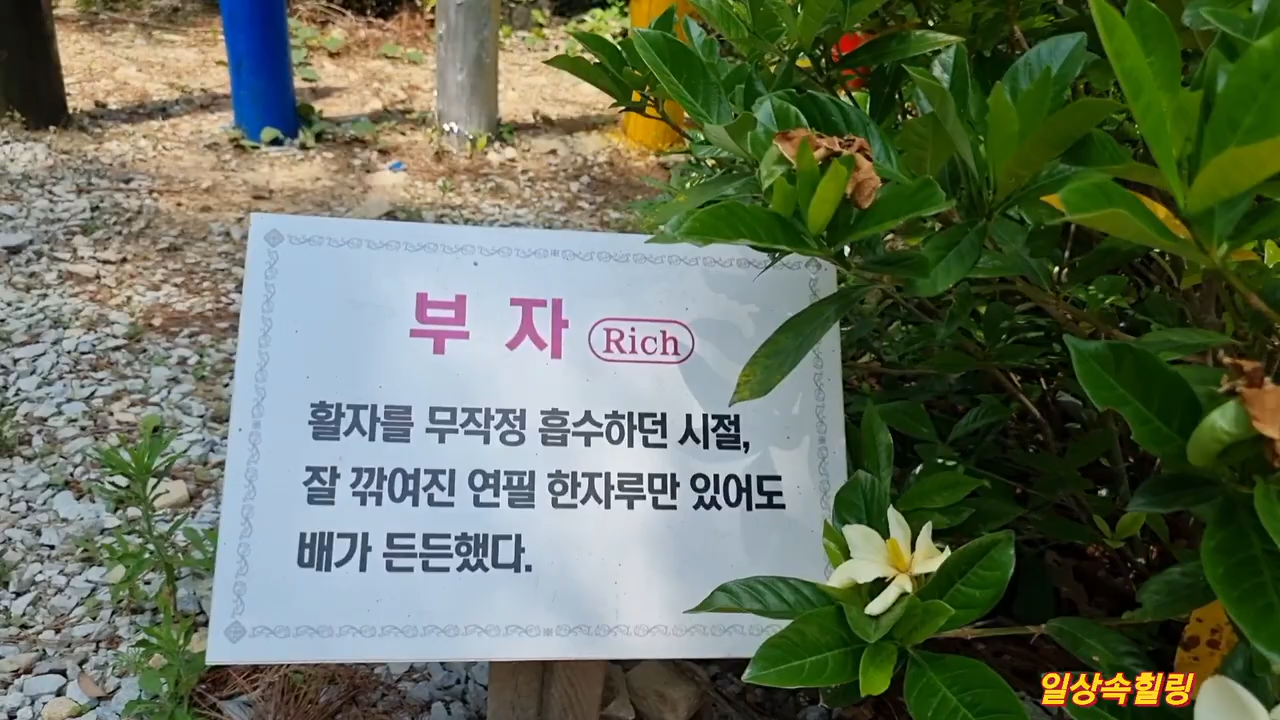 부 자 Rich
활자를 무작정 흡수하던 시절,
잘 깎여진 연필 한자루만 있어도
배가 든든했다.
일상속힐링